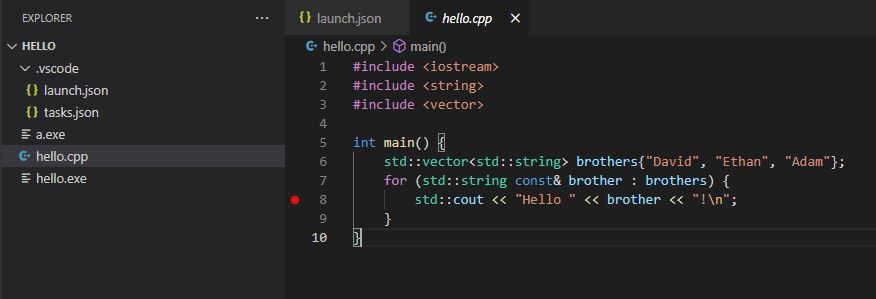 EXPLORER
HELLO
.vscode
{} launch.json
{} tasks.json
a.exe
hello.cpp
hello.exe
{} launch.json
hello.cpp
hello.cpp > main()
1 #include <iostream>
2 #include <string>
3 #include <vector>
4
5 int main() {
6     std::vector<std::string> brothers{"David", "Ethan", "Adam"};
7     for (std::string const& brother : brothers) {
8         std::cout << "Hello " << brother << "!\n";
9     }
10 }